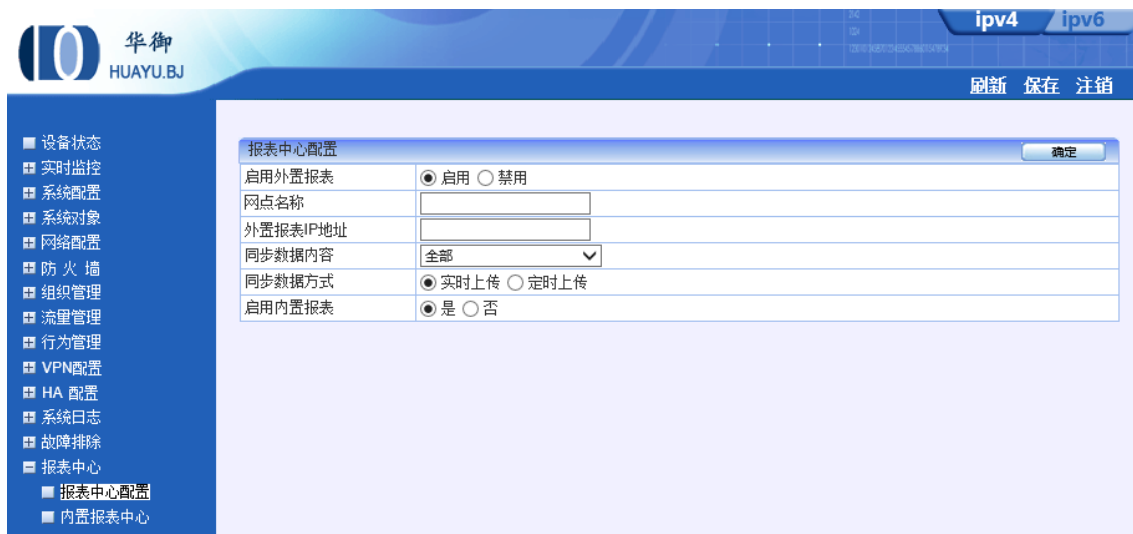 华御
HUAYU.BJ
ipv4 ipv6
刷新 保存 注销
设备状态
实时监控
系统配置
系统对象
网络配置
防 火 墙
组织管理
流里管理
行为管理
VPN配置
HA 配置
系统日志
故障排除
报表中心
报表中心配置
内置报表中心
报表中心配置 确定
启用外置报表 启用 禁用
网点名称
外置报表IP地址
同步数据内容 全部
同步数据方式 实时上传 定时上传
启用内置报表 是 否